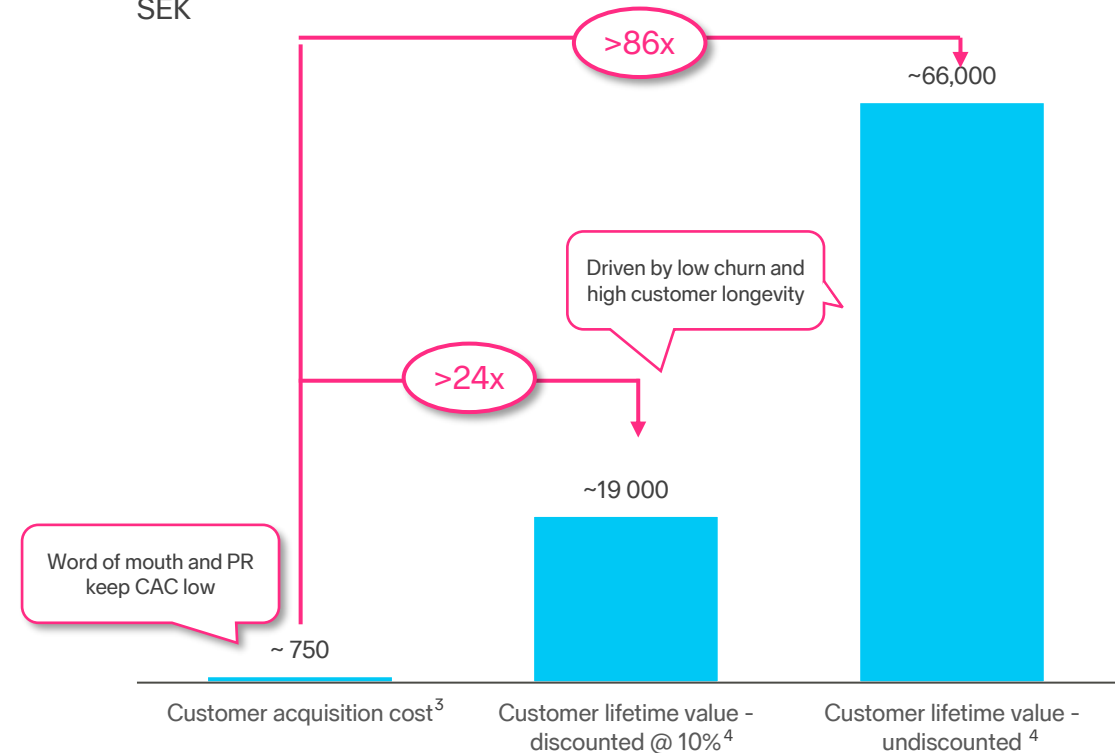 SEK
>86x
~66,000
Driven by low churn and
high customer longevity
>24x
~19 000
Word of mouth and PR
keep CAC low
~ 750
Customer acquisition cost³
Customer lifetime value -
discounted @ 10%⁴
Customer lifetime value -
undiscounted ⁴